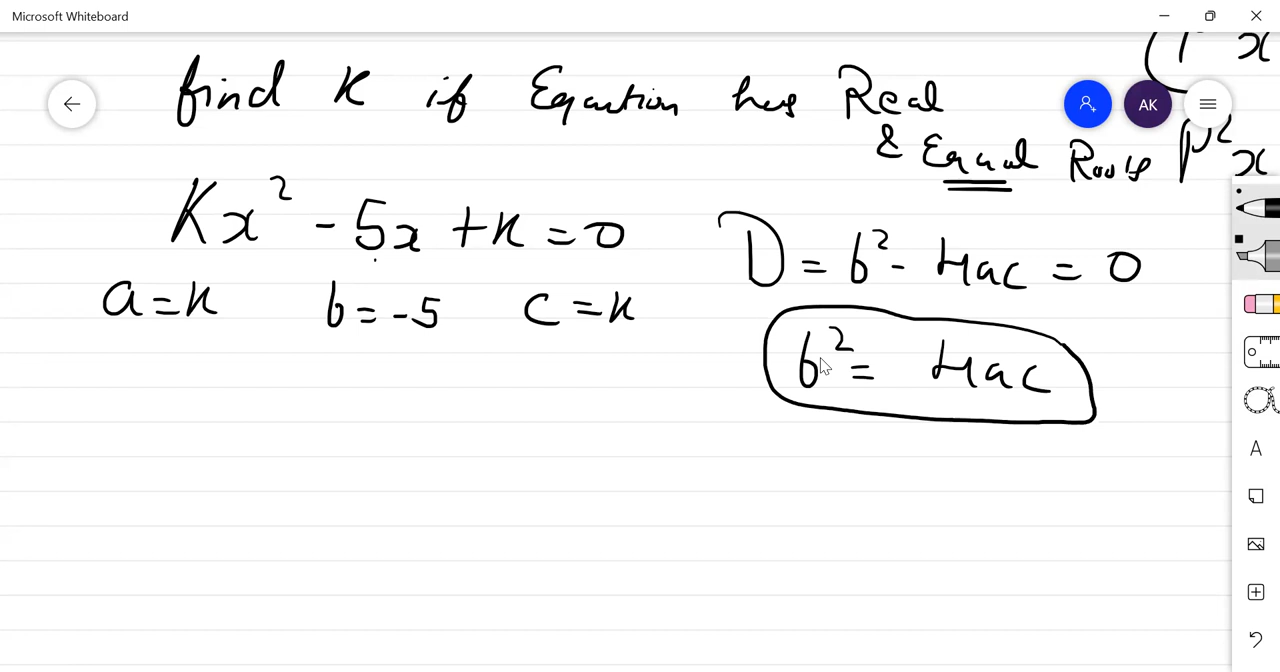 Microsoft Whiteboard
find K if Equation has Real
& Equal Roots
AK
Kx² - 5x + K = 0
a = K b = -5 c = K
D = b² - 4ac = 0
b² = 4ac
P² x
A